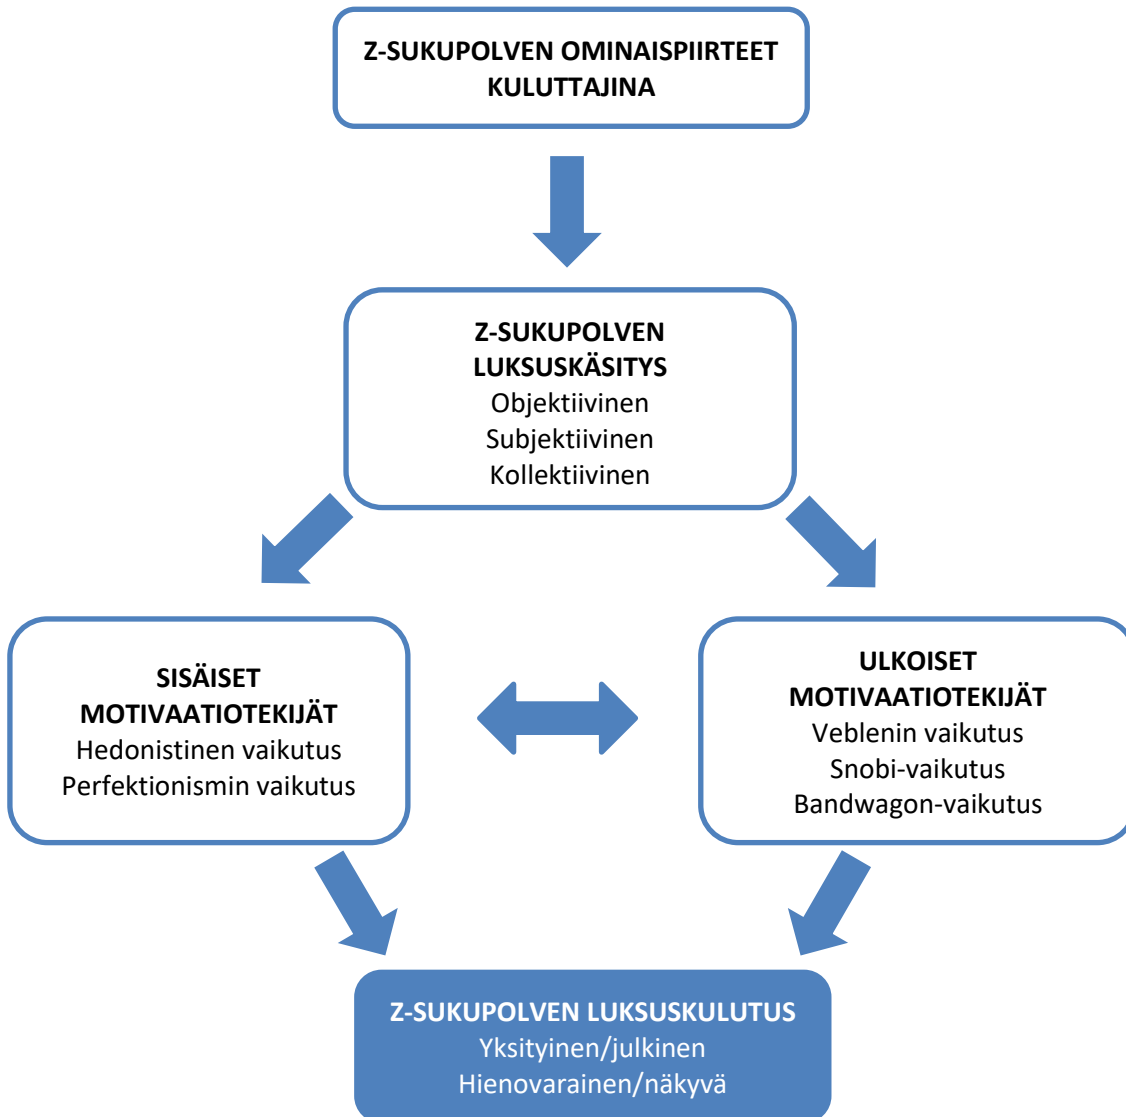 Z-SUKUPOLVEN OMINAISPIIRTEET
KULUTTAJINA
Z-SUKUPOLVEN
LUKSUSKÄSITYS
Objektiivinen
Subjektiivinen
Kollektiivinen
SISÄISET
MOTIVAATIOTEKIJÄT
Hedonistinen vaikutus
Perfektionismin vaikutus
ULKOISET
MOTIVAATIOTEKIJÄT
Veblenin vaikutus
Snobi-vaikutus
Bandwagon-vaikutus
Z-SUKUPOLVEN LUKSUSKULUTUS
Yksityinen/julkinen
Hienovarainen/näkyvä